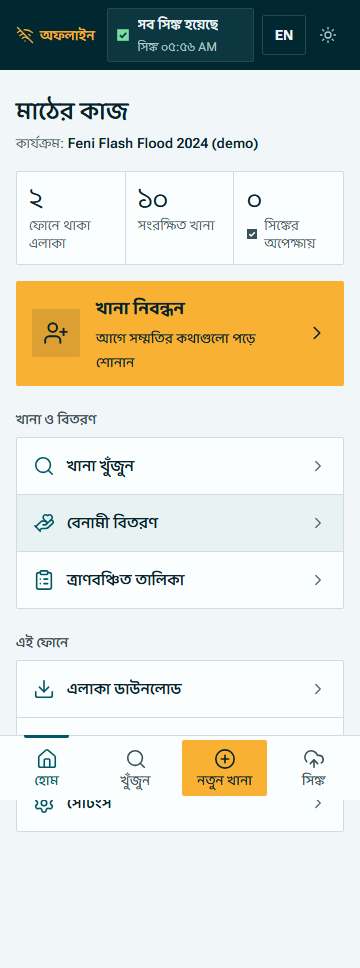 অফলাইন
সব সিঙ্ক হয়েছে
সিঙ্ক ০৫:৫৬ AM
EN
মাঠের কাজ
কার্যক্রম: Feni Flash Flood 2024 (demo)
২
ফোনে থাকা
এলাকা
১০
সংরক্ষিত খানা
০
সিঙ্কের
অপেক্ষায়
খানা নিবন্ধন
আগে সম্মতির কথাগুলো পড়ে
শোনান
খানা ও বিতরণ
খানা খুঁজুন
বেনামী বিতরণ
ত্রাণবঞ্চিত তালিকা
এই ফোনে
এলাকা ডাউনলোড
হোম
খুঁজুন
নতুন খানা
সিঙ্ক